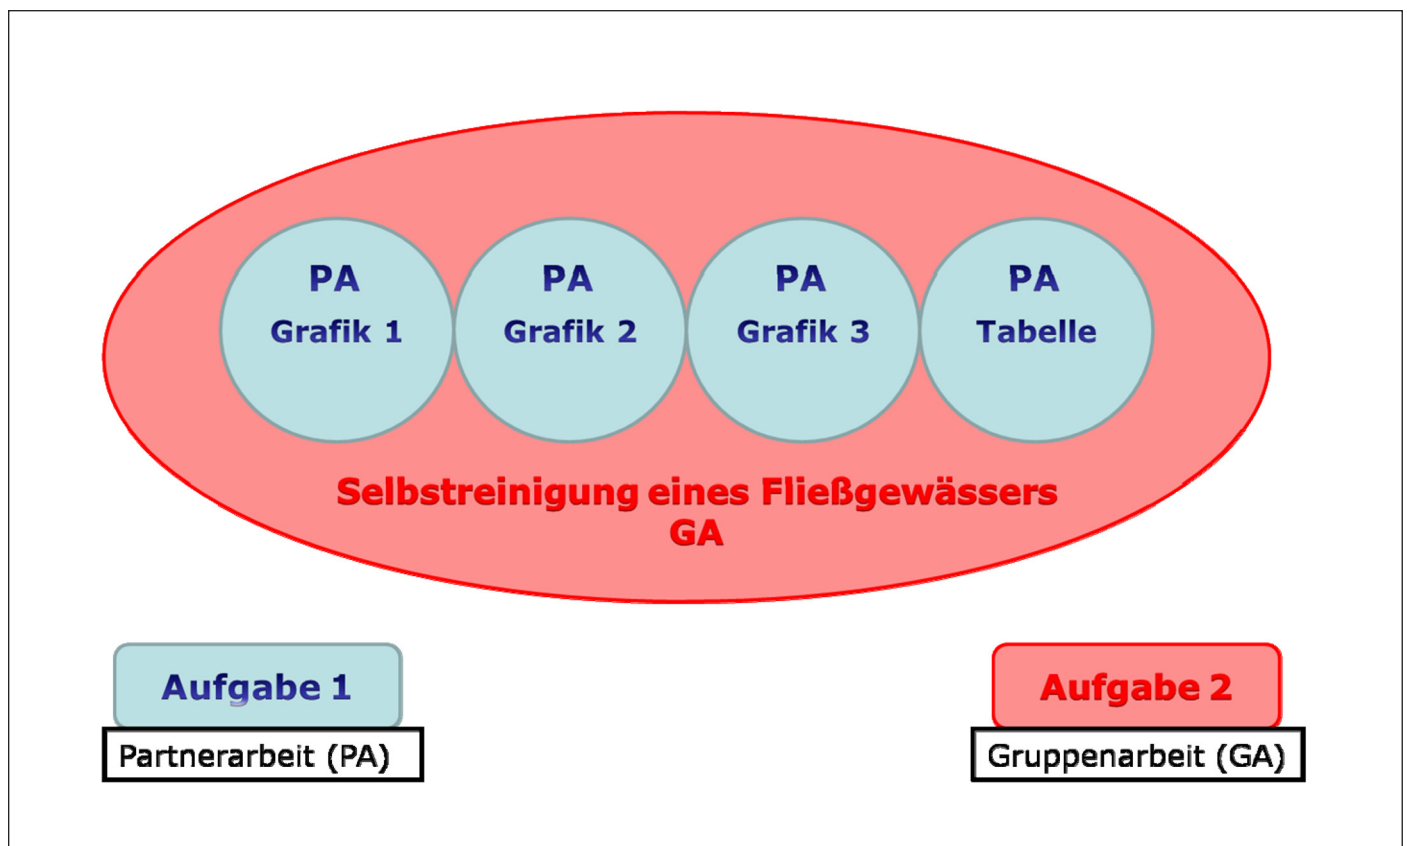 PA
Grafik 1
PA
Grafik 2
PA
Grafik 3
PA
Tabelle
Selbstreinigung eines Fließgewässers
GA
Aufgabe 1
Partnerarbeit (PA)
Aufgabe 2
Gruppenarbeit (GA)